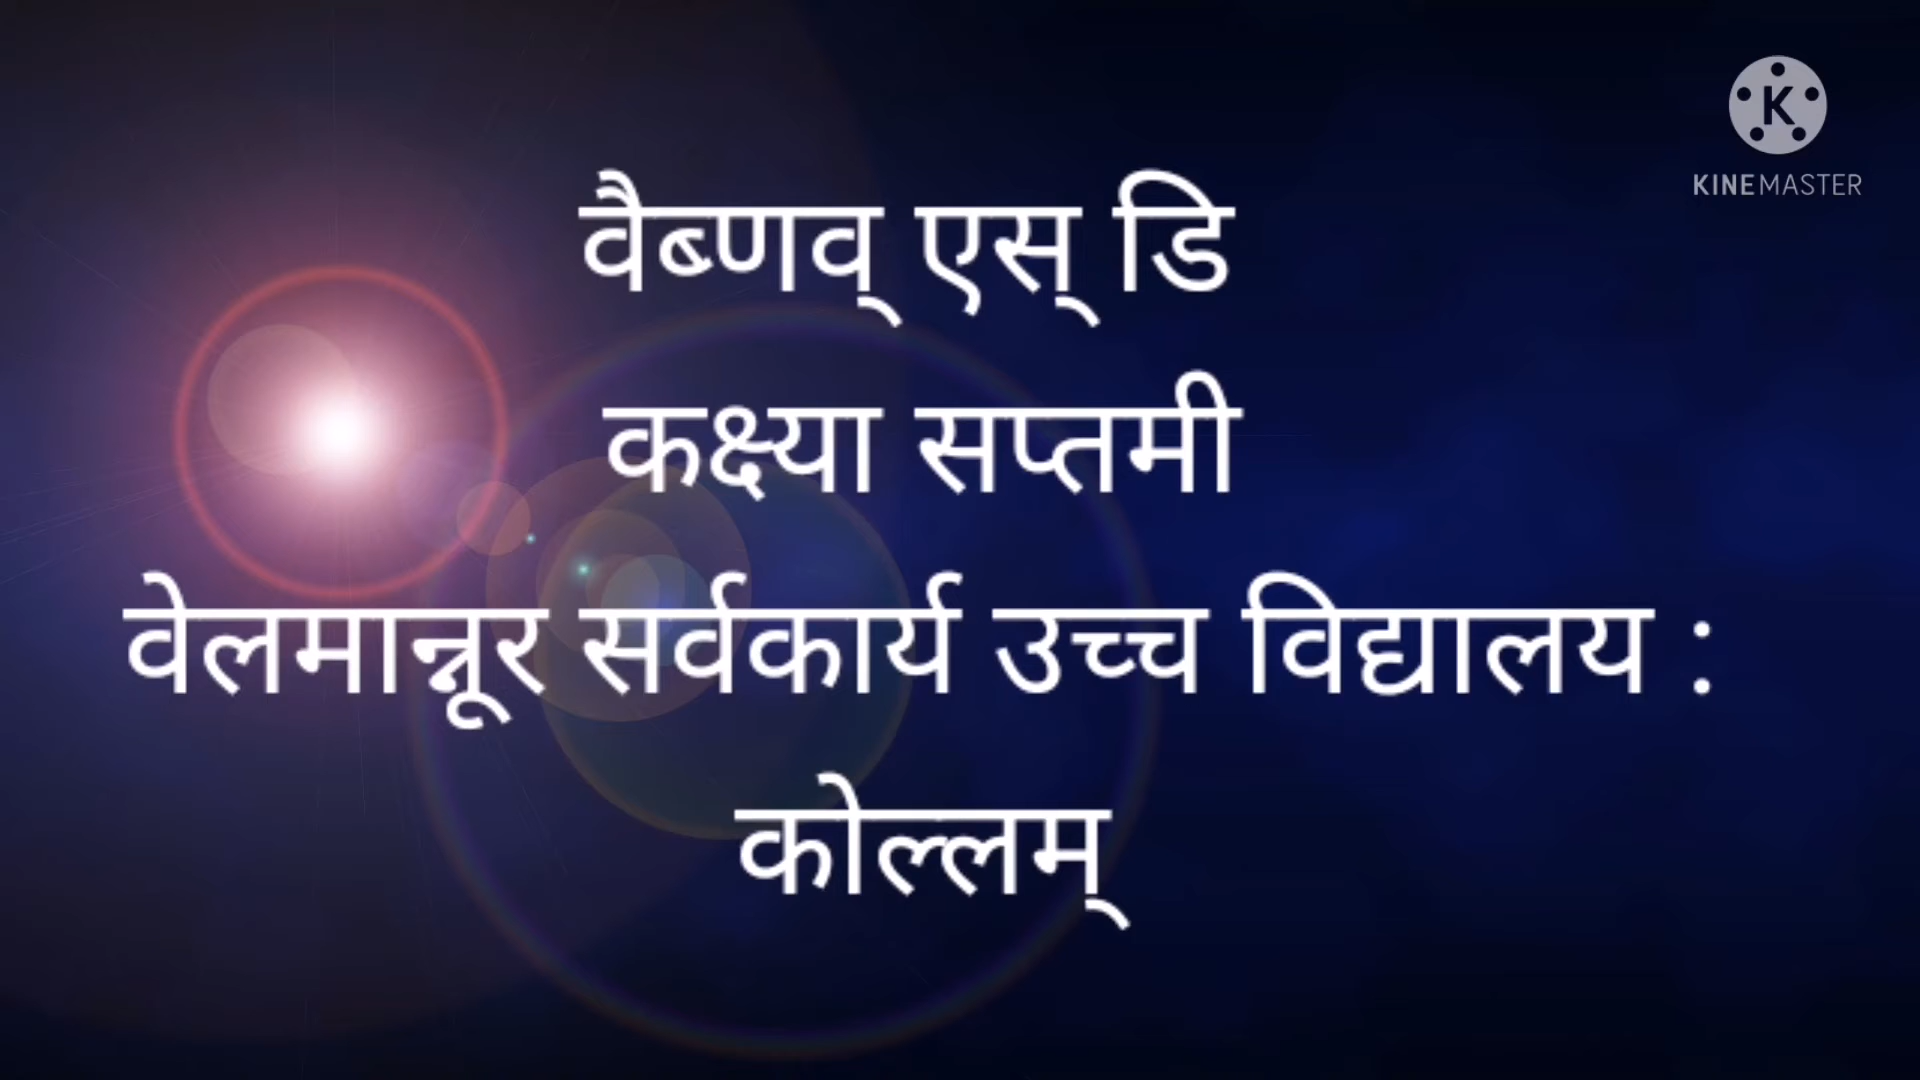 KINEMASTER
वैब्णव् एस् डि
कक्ष्या सप्तमी
वेलमान्नूर सर्वकार्य उच्च विद्यालय :
कोल्लम्